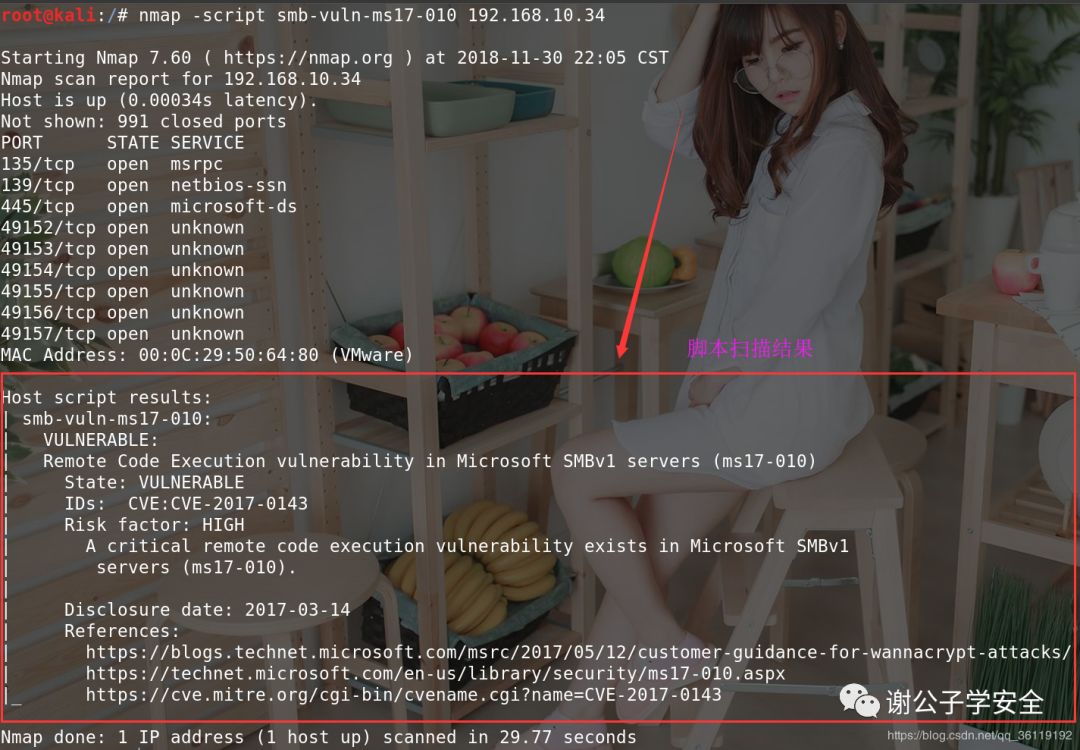 root@kali:/# nmap -script smb-vuln-ms17-010 192.168.10.34
Starting Nmap 7.60 ( https://nmap.org ) at 2018-11-30 22:05 CST
Nmap scan report for 192.168.10.34
Host is up (0.00034s latency).
Not shown: 991 closed ports
PORT      STATE SERVICE
135/tcp   open  msrpc
139/tcp   open  netbios-ssn
445/tcp   open  microsoft-ds
49152/tcp open  unknown
49153/tcp open  unknown
49154/tcp open  unknown
49155/tcp open  unknown
49156/tcp open  unknown
49157/tcp open  unknown
MAC Address: 00:0C:29:50:64:80 (VMware)
脚本扫描结果
Host script results:
| smb-vuln-ms17-010:
|   VULNERABLE:
|   Remote Code Execution vulnerability in Microsoft SMBv1 servers (ms17-010)
|     State: VULNERABLE
|     IDs:  CVE:CVE-2017-0143
|     Risk factor: HIGH
|       A critical remote code execution vulnerability exists in Microsoft SMBv1
|        servers (ms17-010).
|
|     Disclosure date: 2017-03-14
|     References:
|       https://blogs.technet.microsoft.com/msrc/2017/05/12/customer-guidance-for-wannacrypt-attacks/
|       https://technet.microsoft.com/en-us/library/security/ms17-010.aspx
|_      https://cve.mitre.org/cgi-bin/cvename.cgi?name=CVE-2017-0143
谢公子学安全
Nmap done: 1 IP address (1 host up) scanned in 29.77 seconds
https://blog.csdn.net/qq_36119192